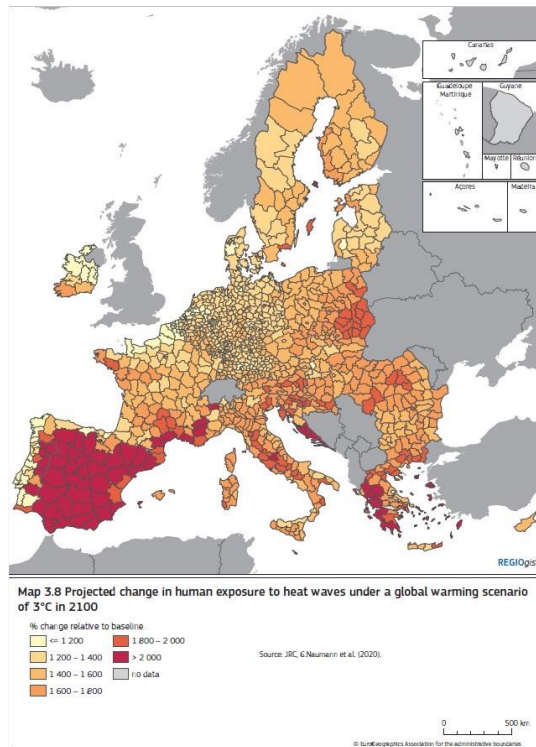 Canarias
Guadeloupe
Martinique
Guyane
Mayotte
Réunion
Açores
Madeira
REGIOgis
Map 3.8 Projected change in human exposure to heat waves under a global warming scenario
of 3°C in 2100
% change relative to baseline
<= 1 200
1 200 – 1 400
1 400 – 1 600
1 600 – 1 800
1 800 – 2 000
> 2 000
no data
Source: JRC, G.Naumann et al. (2020).
0 500 km
© EuroGeographics Association for the administrative boundaries